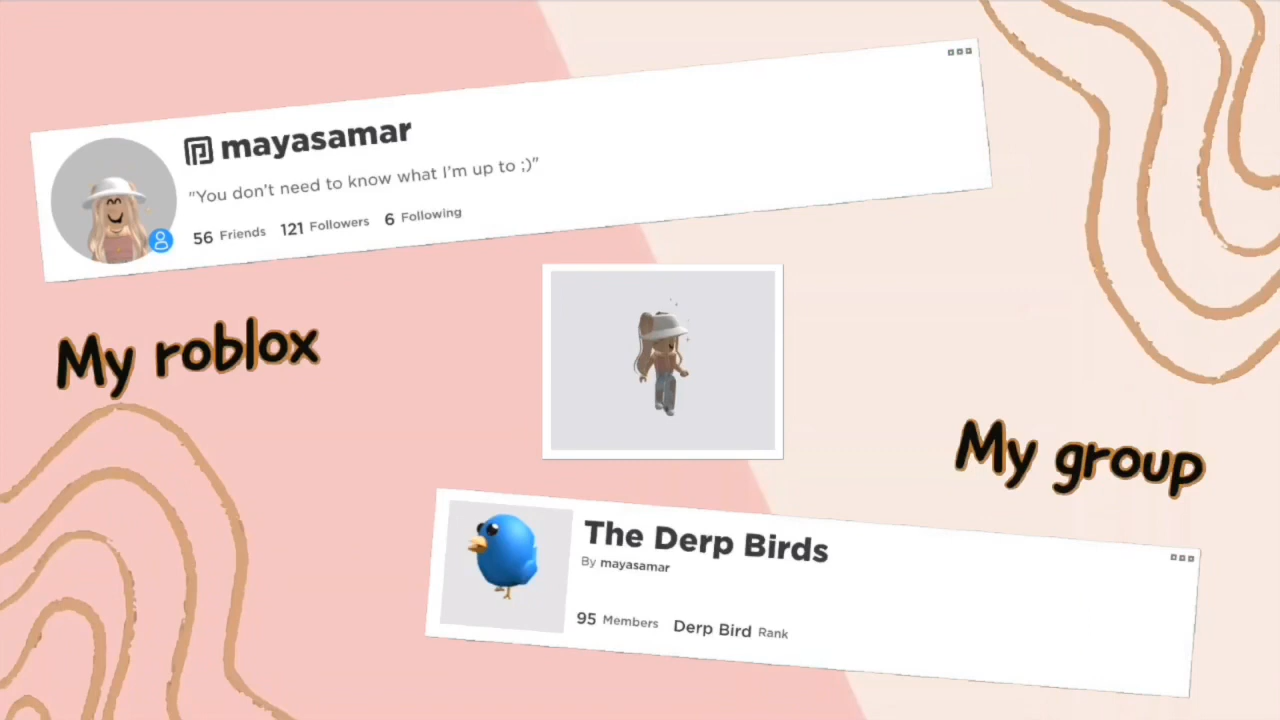 mayasamar
"You don't need to know what I'm up to ;)"
56 Friends 121 Followers 6 Following
My roblox
My group
The Derp Birds
By mayasamar
95 Members Derp Bird Rank